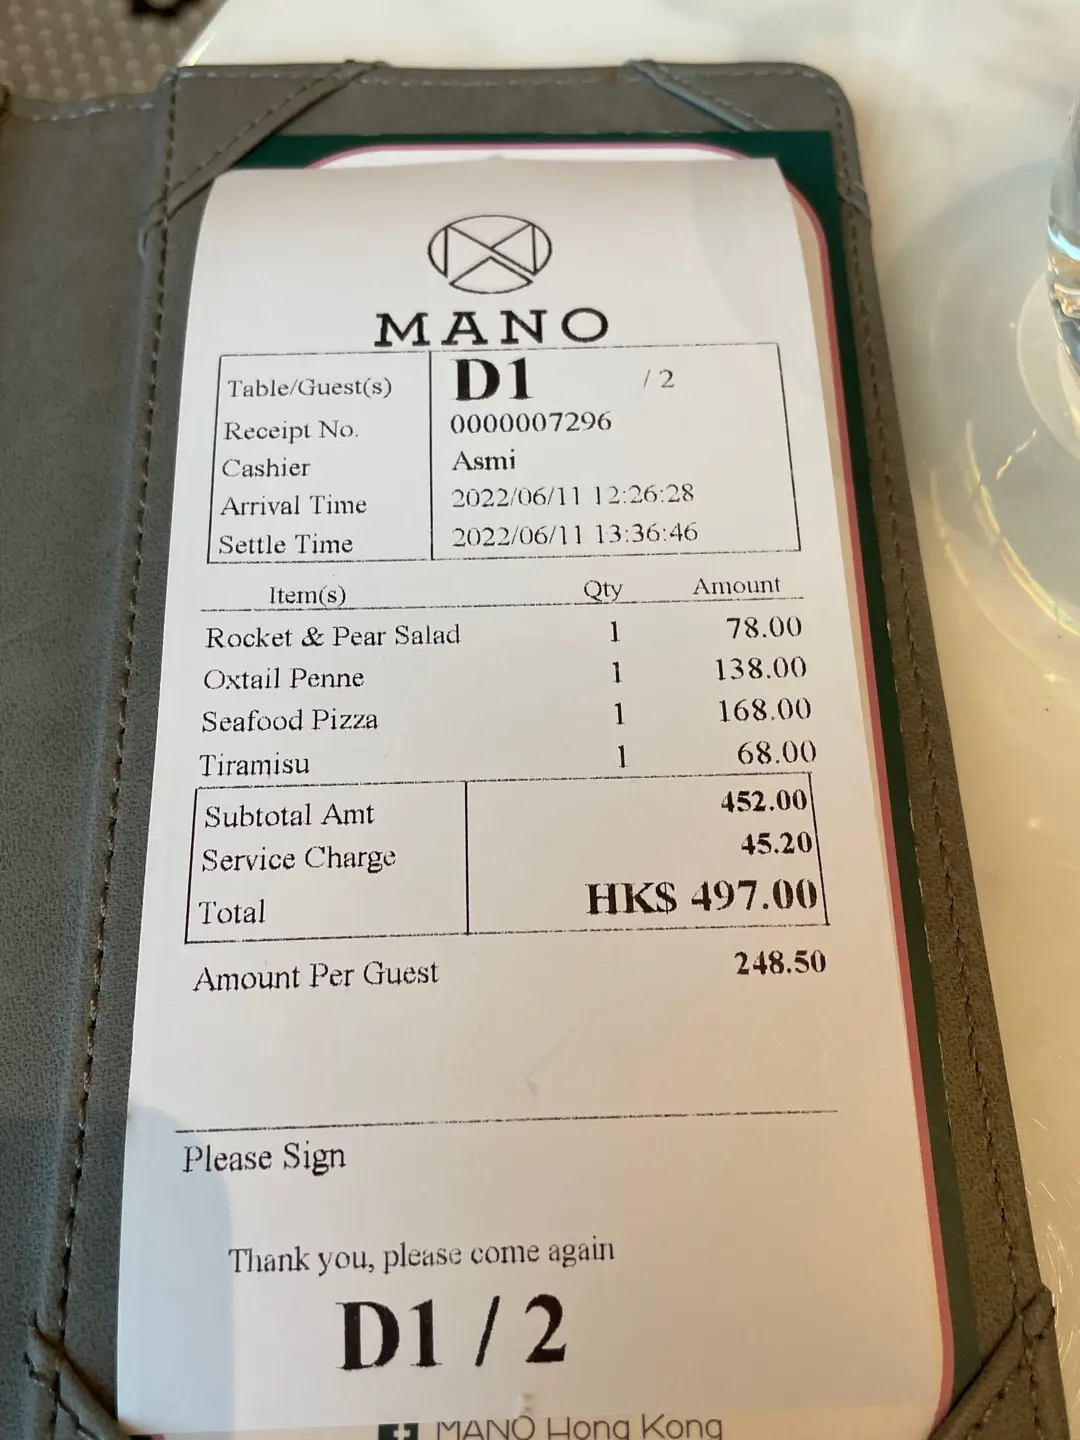 MANO
Table/Guest(s) D1 / 2
Receipt No. 0000007296
Cashier Asmi
Arrival Time 2022/06/11 12:26:28
Settle Time 2022/06/11 13:36:46
Item(s) Qty Amount
Rocket & Pear Salad 1 78.00
Oxtail Penne 1 138.00
Seafood Pizza 1 168.00
Tiramisu 1 68.00
Subtotal Amt 452.00
Service Charge 45.20
Total HK$ 497.00
Amount Per Guest 248.50
Please Sign
Thank you, please come again
D1 / 2
MANO Hong Kong